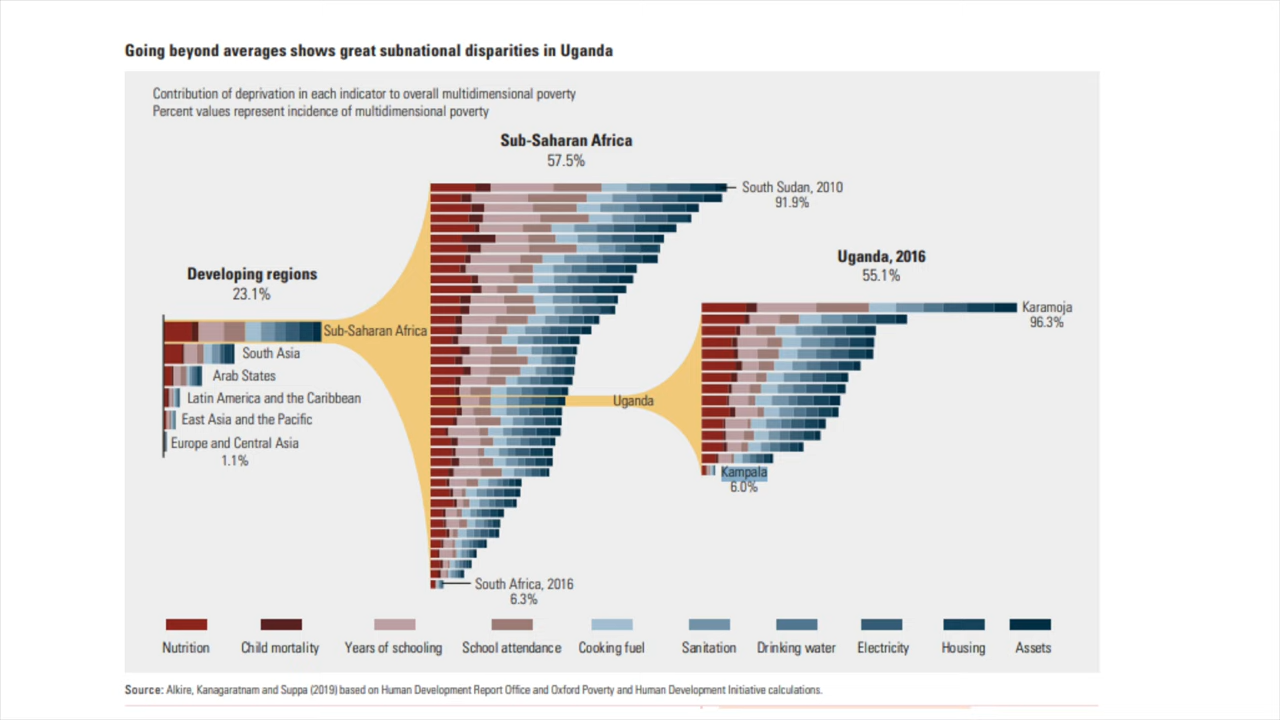 Going beyond averages shows great subnational disparities in Uganda
Contribution of deprivation in each indicator to overall multidimensional poverty
Percent values represent incidence of multidimensional poverty
Sub-Saharan Africa
57.5%
South Sudan, 2010
91.9%
Uganda, 2016
55.1%
Developing regions
23.1%
Karamoja
96.3%
Sub-Saharan Africa
South Asia
Arab States
Latin America and the Caribbean
East Asia and the Pacific
Europe and Central Asia
1.1%
Uganda
Kampala
6.0%
South Africa, 2016
6.3%
Nutrition
Child mortality
Years of schooling
School attendance
Cooking fuel
Sanitation
Drinking water
Electricity
Housing
Assets
Source: Alkire, Kanagaratnam and Suppa (2019) based on Human Development Report Office and Oxford Poverty and Human Development Initiative calculations.